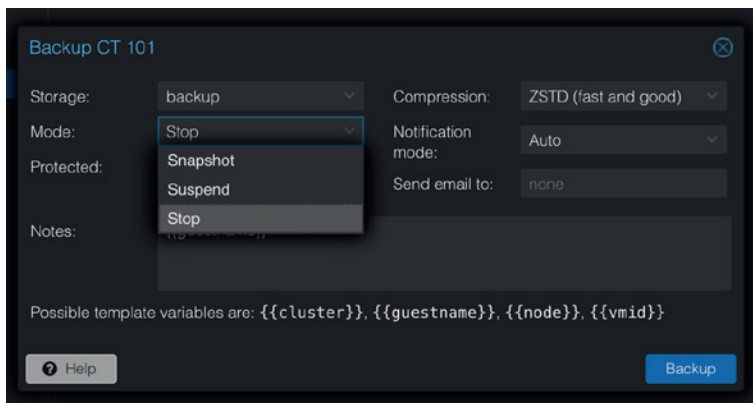 Backup CT 101
Storage: backup Compression: ZSTD (fast and good)
Mode: Stop Notification mode: Auto
Snapshot
Protected:
Suspend
Send email to: none
Stop
Notes:
Possible template variables are: {{cluster}}, {{guestname}}, {{node}}, {{vmid}}
Help Backup